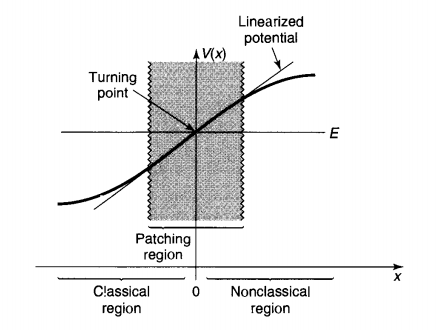 Linearized
potential
V(x)
Turning
point
E
Patching
region
x
Classical
region
0
Nonclassical
region